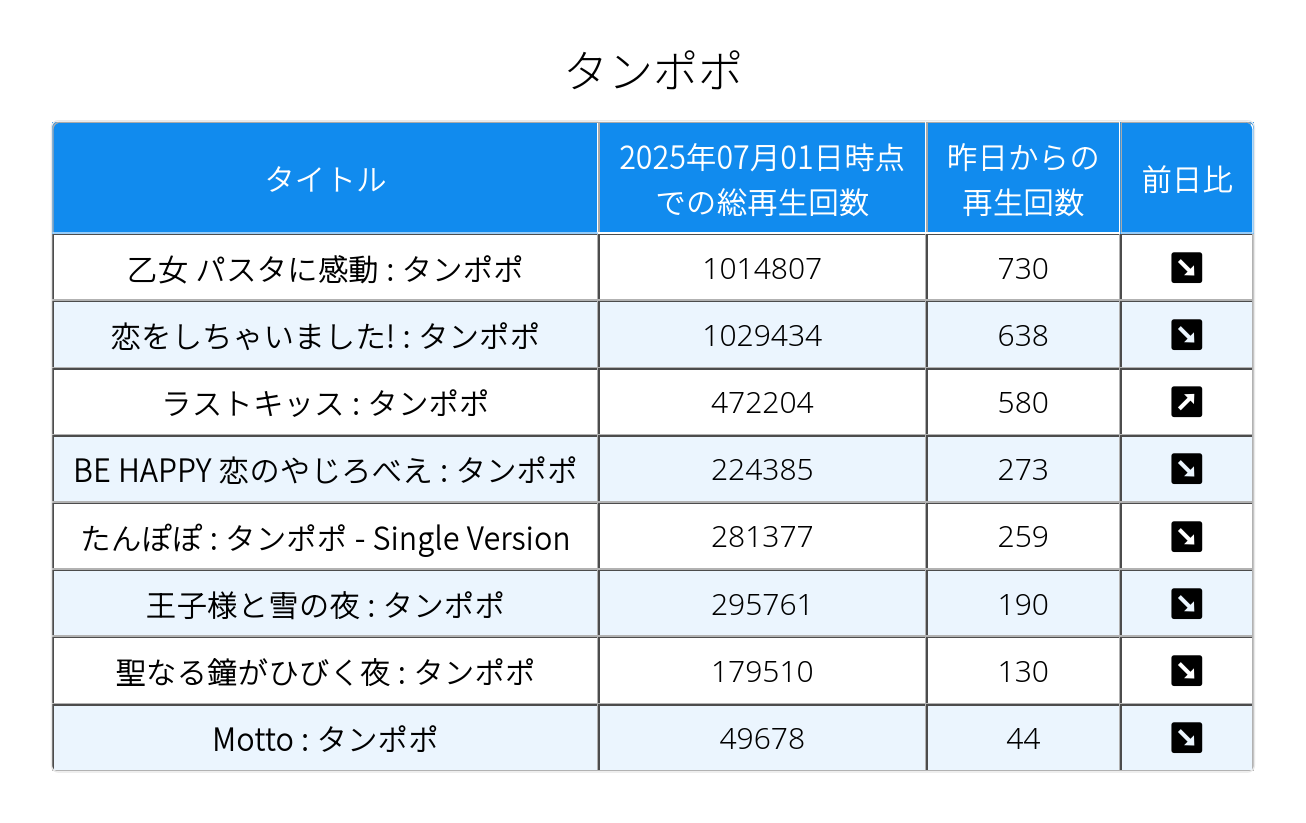 タンポポ
タイトル
2025年07月01日時点
での総再生回数
昨日からの
再生回数
前日比
乙女 パスタに感動 : タンポポ 1014807 730 ↘
恋をしちゃいました! : タンポポ 1029434 638 ↘
ラストキッス : タンポポ 472204 580 ↗
BE HAPPY 恋のやじろべえ : タンポポ 224385 273 ↘
たんぽぽ : タンポポ - Single Version 281377 259 ↘
王子様と雪の夜 : タンポポ 295761 190 ↘
聖なる鐘がひびく夜 : タンポポ 179510 130 ↘
Motto : タンポポ 49678 44 ↘